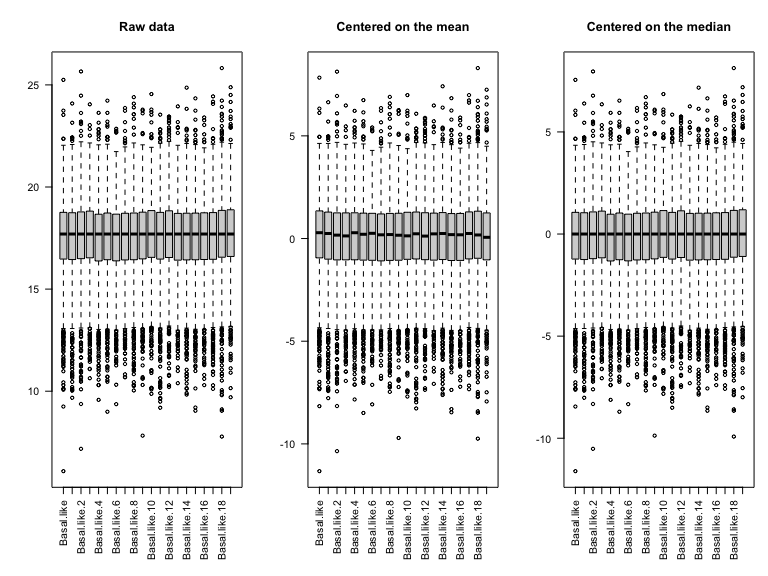 Raw data
25
20
15
10
Basal.like
Basal.like.2
Basal.like.4
Basal.like.6
Basal.like.8
Basal.like.10
Basal.like.12
Basal.like.14
Basal.like.16
Basal.like.18
Centered on the mean
5
0
-5
-10
Basal.like
Basal.like.2
Basal.like.4
Basal.like.6
Basal.like.8
Basal.like.10
Basal.like.12
Basal.like.14
Basal.like.16
Basal.like.18
Centered on the median
5
0
-5
-10
Basal.like
Basal.like.2
Basal.like.4
Basal.like.6
Basal.like.8
Basal.like.10
Basal.like.12
Basal.like.14
Basal.like.16
Basal.like.18